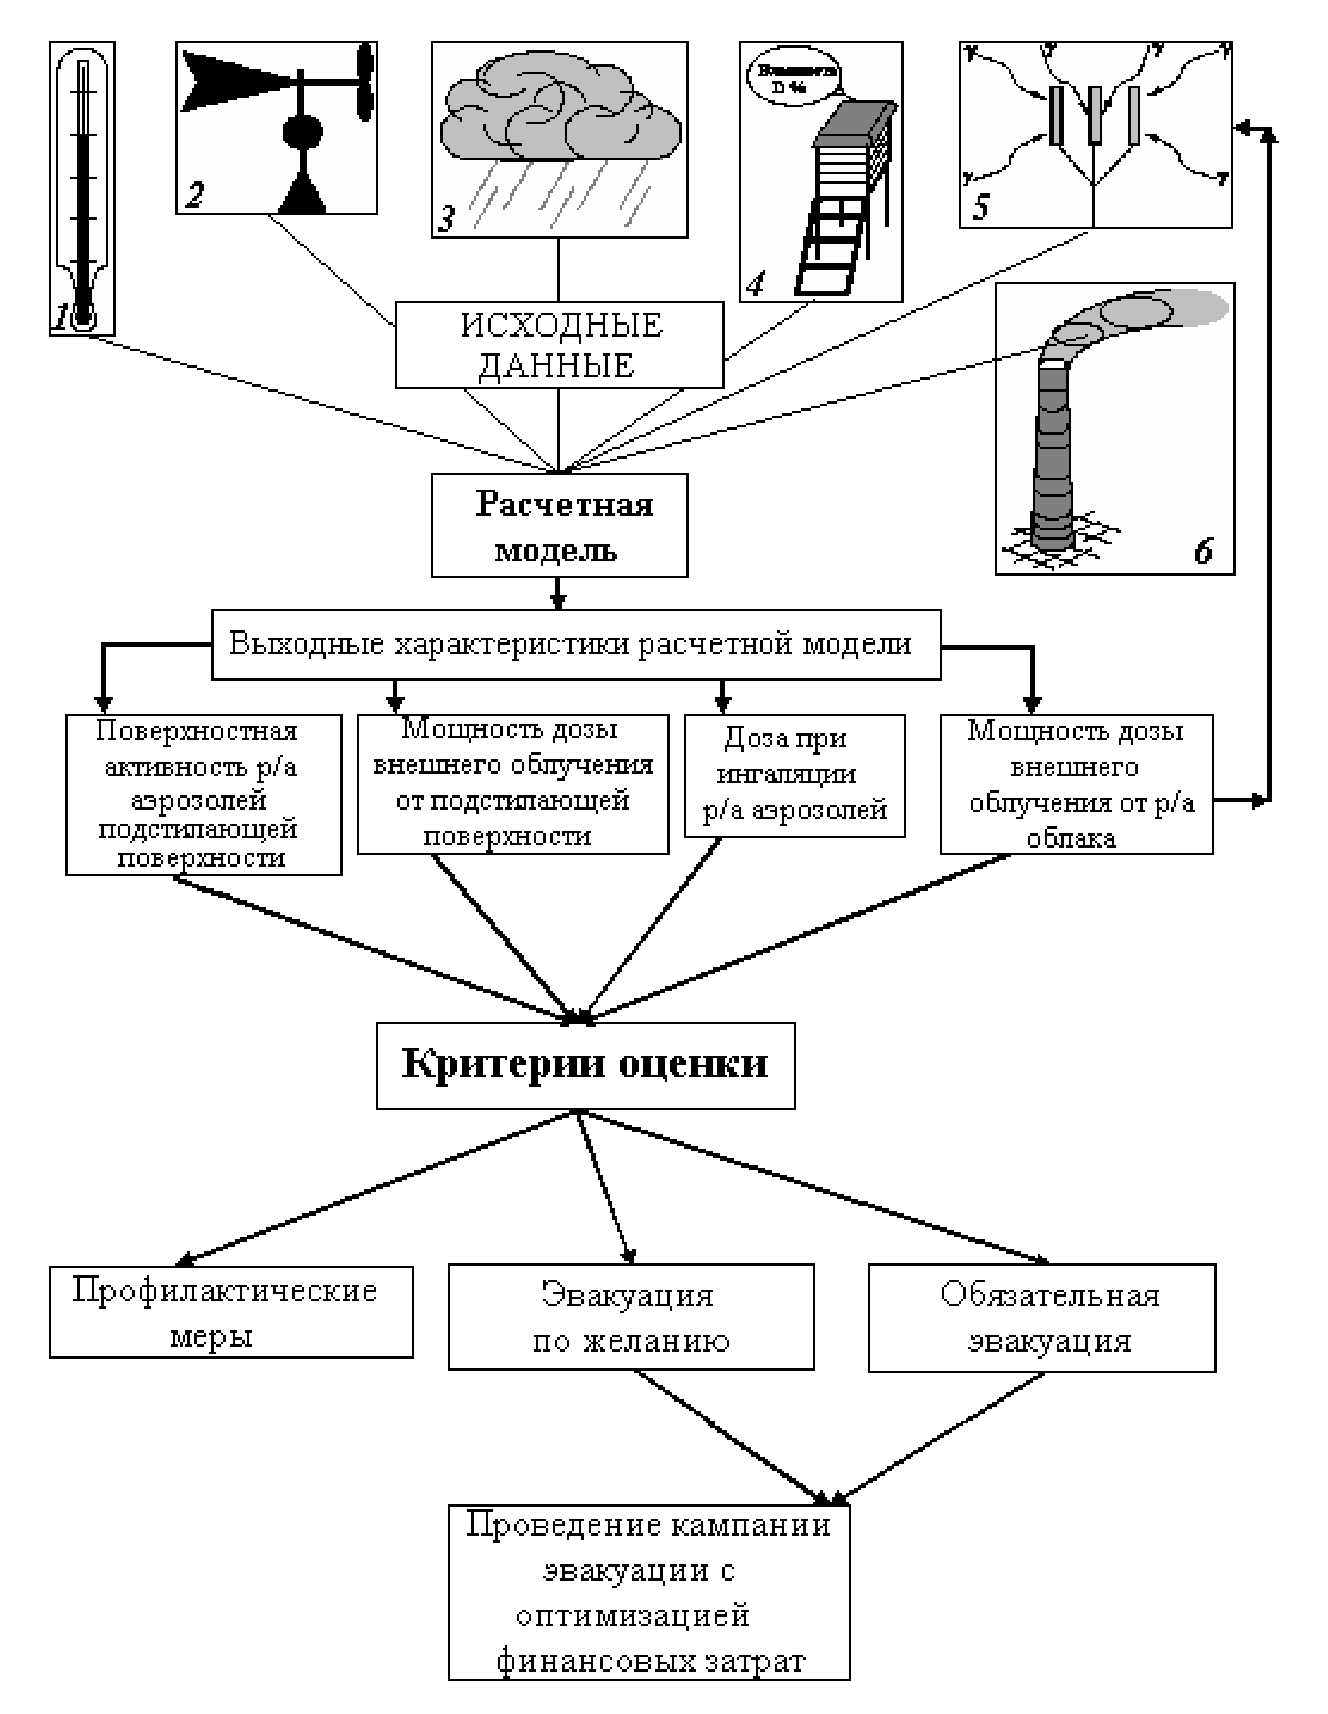 1
2
3
Влажность
D %
4
γ γ γ γ
γ γ
5
ИСХОДНЫЕ
ДАННЫЕ
6
Расчетная
модель
Выходные характеристики расчетной модели
Поверхностная
активность р/а
аэрозолей
подстилающей
поверхности
Мощность дозы
внешнего облучения
от подстилающей
поверхности
Доза при
ингаляции
р/а аэрозолей
Мощность дозы
внешнего
облучения от р/а
облака
Критерии оценки
Профилактические
меры
Эвакуация
по желанию
Обязательная
эвакуация
Проведение кампании
эвакуации с
оптимизацией
финансовых затрат